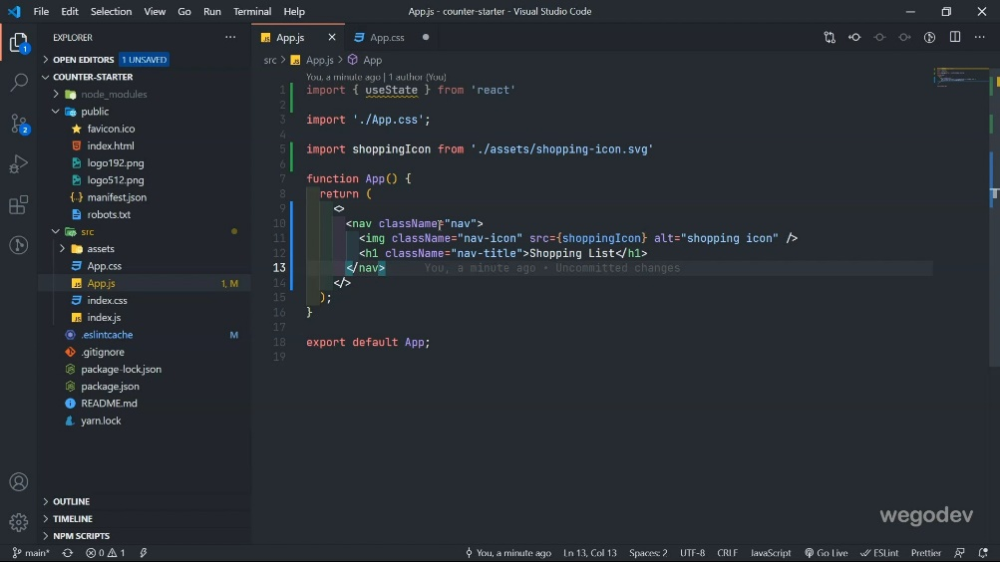 File Edit Selection View Go Run Terminal Help App.js - counter-starter - Visual Studio Code
EXPLORER
OPEN EDITORS 1 UNSAVED
COUNTER-STARTER
node_modules
public
favicon.ico
index.html
logo192.png
logo512.png
manifest.json
robots.txt
src
assets
App.css
App.js 1, M
index.css
index.js
.eslintcache M
.gitignore
package-lock.json
package.json
README.md
yarn.lock
OUTLINE
TIMELINE
NPM SCRIPTS
1
2
App.js App.css
src > App.js > App
You, a minute ago | 1 author (You)
1 import { useState } from 'react'
2
3 import './App.css';
4
5 import shoppingIcon from './assets/shopping-icon.svg'
6
7 function App() {
8 return (
9 <>
10 <nav className="nav">
11 <img className="nav-icon" src={shoppingIcon} alt="shopping icon" />
12 <h1 className="nav-title">Shopping List</h1>
13 </nav> You, a minute ago • Uncommitted changes
14 </>
15 );
16 }
17
18 export default App;
19
wegodev
main* 0 1 You, a minute ago Ln 13, Col 13 Spaces: 2 UTF-8 CRLF JavaScript Go Live ESLint Prettier